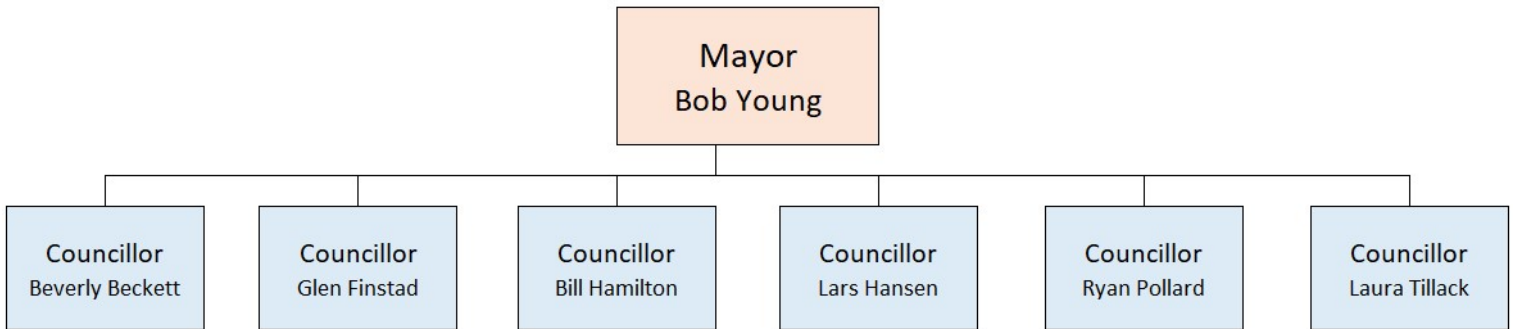 Mayor
Bob Young
Councillor
Beverly Beckett
Councillor
Glen Finstad
Councillor
Bill Hamilton
Councillor
Lars Hansen
Councillor
Ryan Pollard
Councillor
Laura Tillack